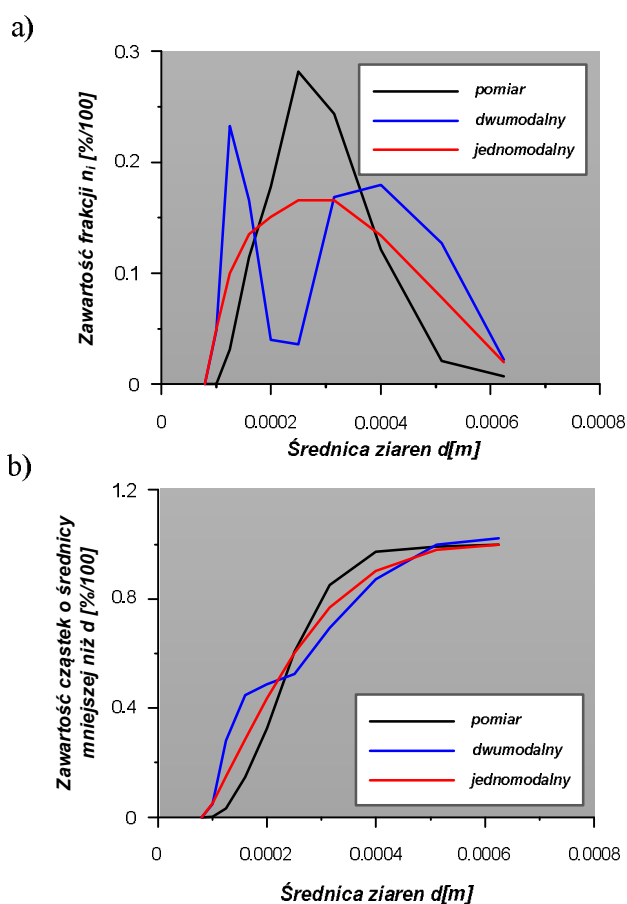 a)
Zawartość frakcji nᵢ [%/100]
0.3
0.2
0.1
0
pomiar
dwumodalny
jednomodalny
0
0.0002
0.0004
0.0006
0.0008
Średnica ziaren d[m]
b)
Zawartość cząstek o średnicy
mniejszej niż d [%/100]
1.2
0.8
0.4
0
pomiar
dwumodalny
jednomodalny
0
0.0002
0.0004
0.0006
0.0008
Średnica ziaren d[m]